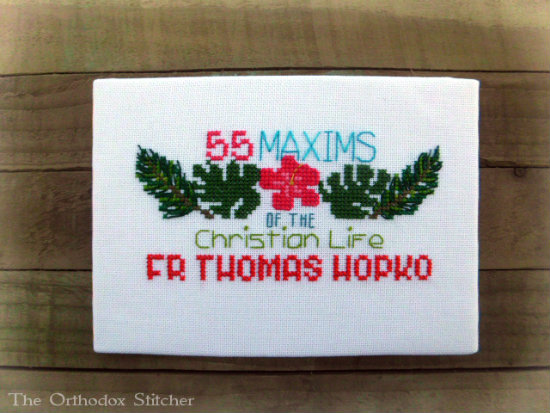 55 MAXIMS
OF THE
Christian Life
FR THOMAS HOPKO
The Orthodox Stitcher